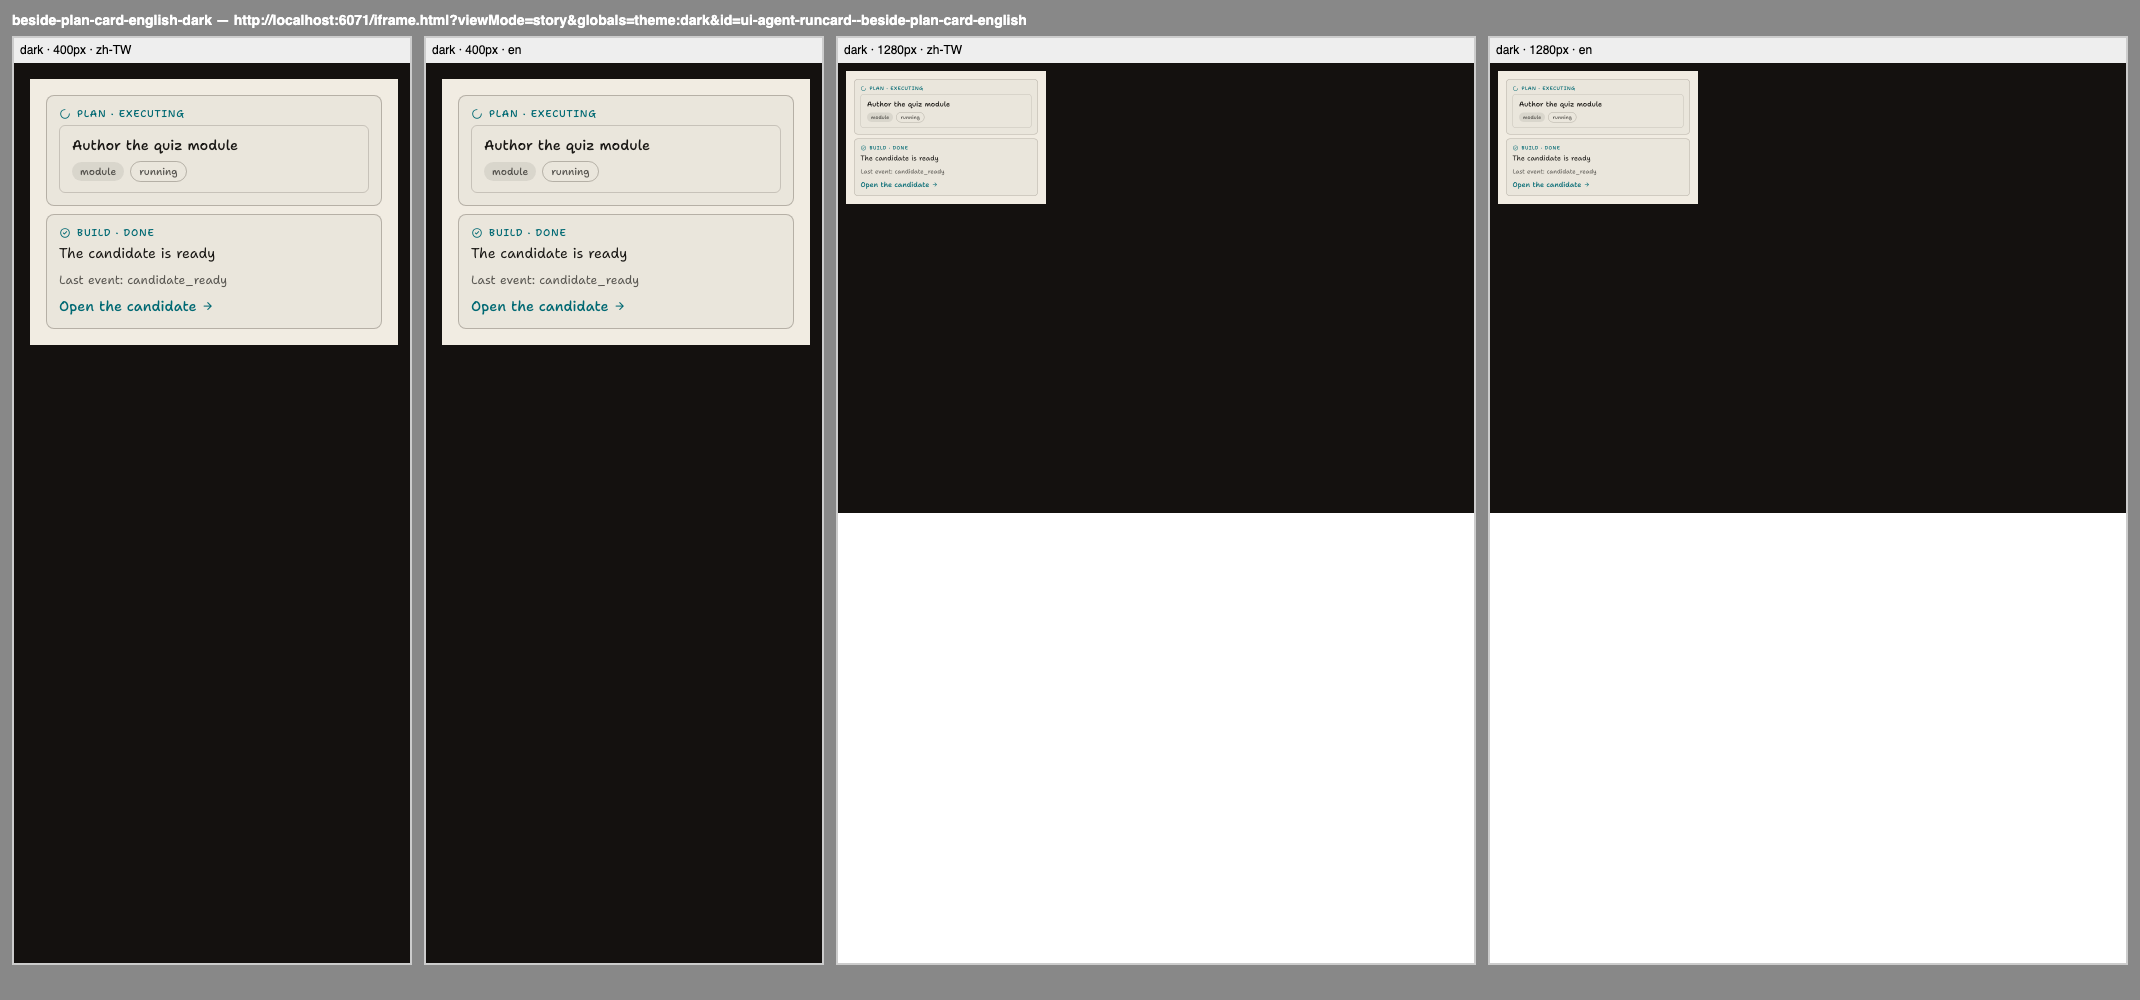 beside-plan-card-english-dark — http://localhost:6071/iframe.html?viewMode=story&globals=theme:dark&id=ui-agent-runcard--beside-plan-card-english
dark · 400px · zh-TW
PLAN · EXECUTING
Author the quiz module
module running
BUILD · DONE
The candidate is ready
Last event: candidate_ready
Open the candidate →
dark · 400px · en
PLAN · EXECUTING
Author the quiz module
module running
BUILD · DONE
The candidate is ready
Last event: candidate_ready
Open the candidate →
dark · 1280px · zh-TW
PLAN · EXECUTING
Author the quiz module
module running
BUILD · DONE
The candidate is ready
Last event: candidate_ready
Open the candidate →
dark · 1280px · en
PLAN · EXECUTING
Author the quiz module
module running
BUILD · DONE
The candidate is ready
Last event: candidate_ready
Open the candidate →